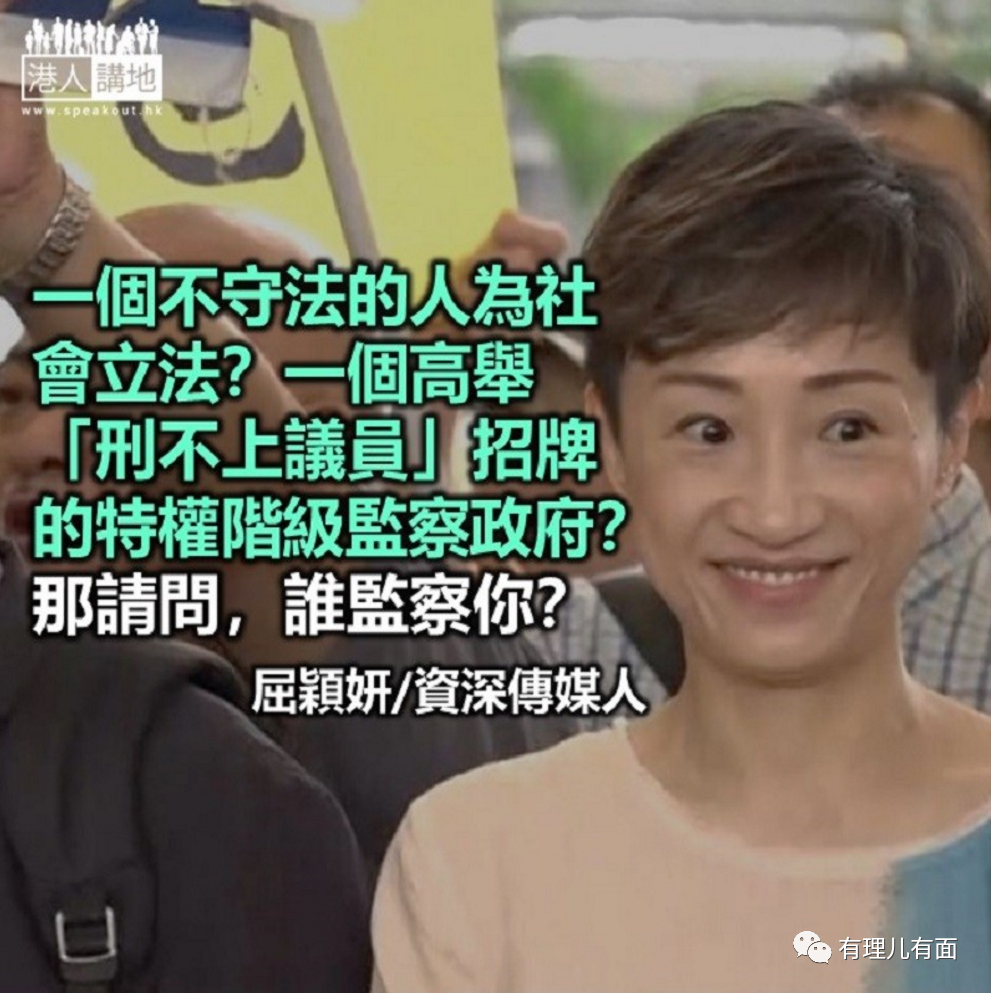 港人講地
www.speakout.hk
一個不守法的人為社
會立法？一個高舉
「刑不上議員」招牌
的特權階級監察政府？
那請問，誰監察你？
屈穎妍/資深傳媒人
有理儿有面